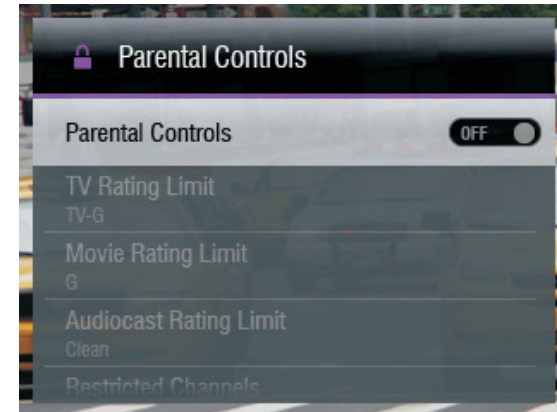 Parental Controls
Parental Controls OFF
TV Rating Limit
TV-G
Movie Rating Limit
G
Audiocast Rating Limit
Clean
Restricted Channels